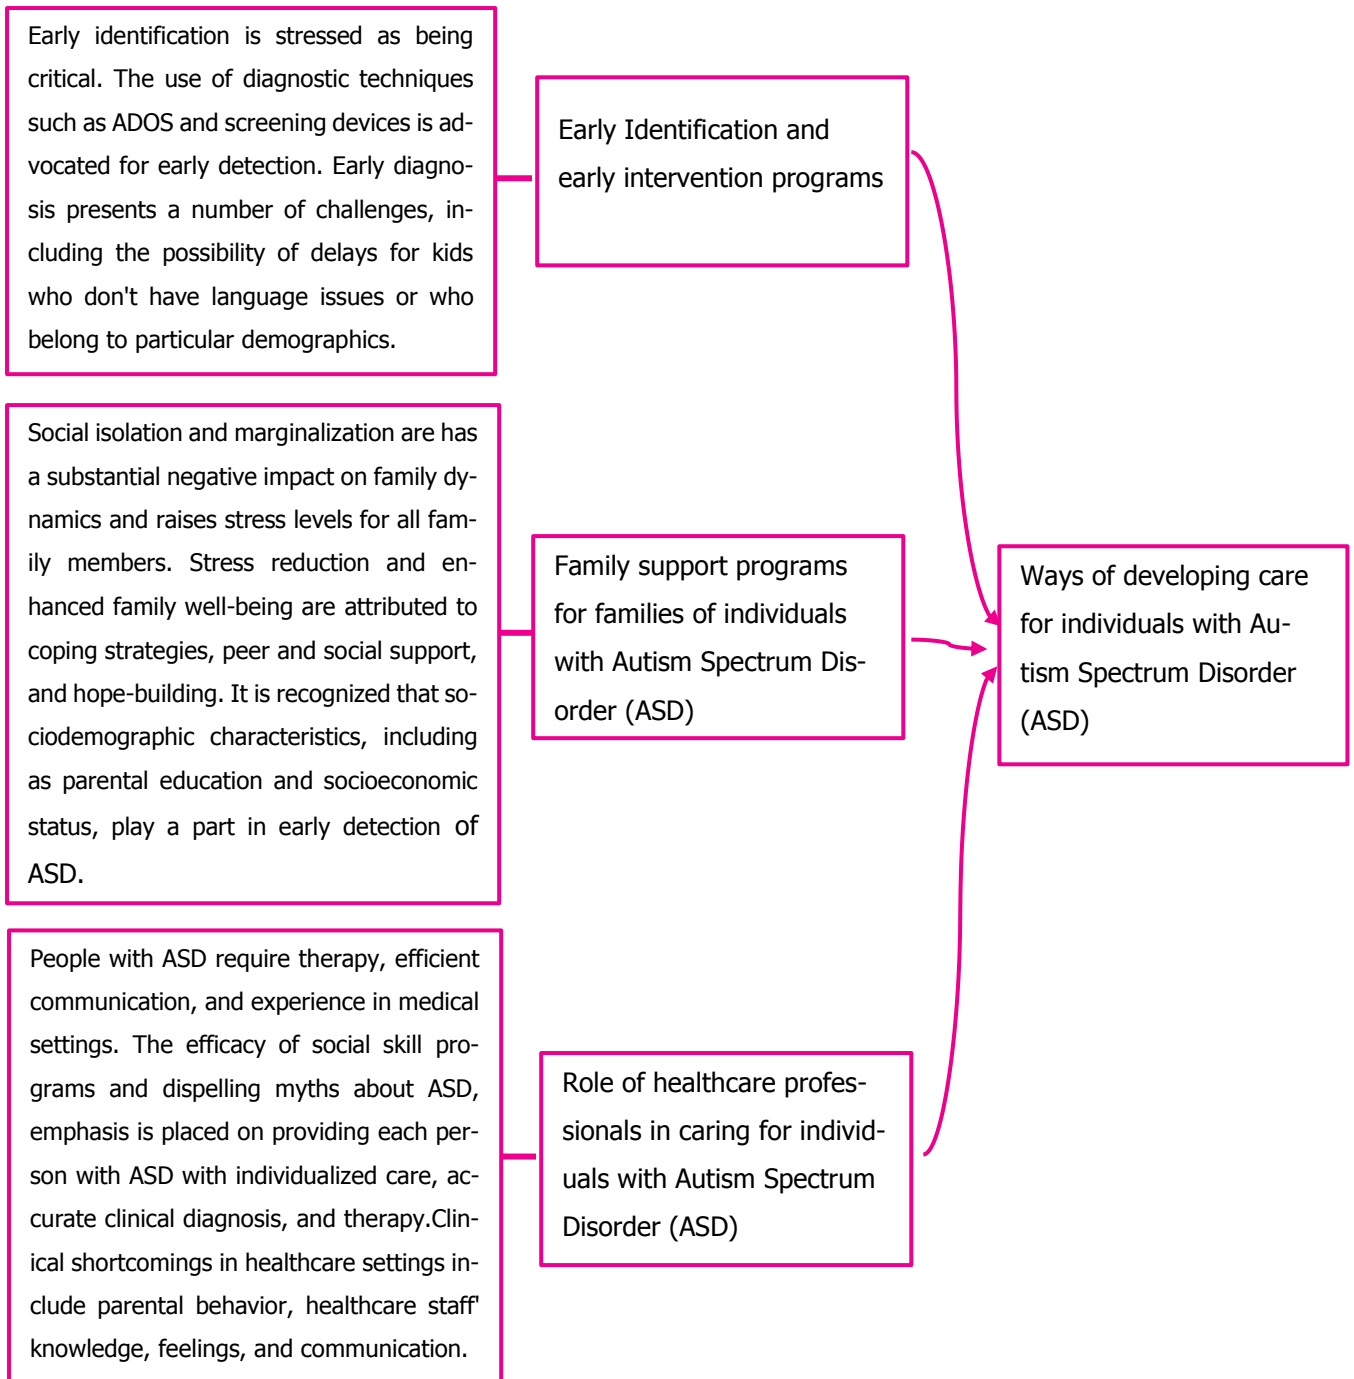 Early identification is stressed as being
critical. The use of diagnostic techniques
such as ADOS and screening devices is ad-
vocated for early detection. Early diagno-
sis presents a number of challenges, in-
cluding the possibility of delays for kids
who don't have language issues or who
belong to particular demographics.
Early Identification and
early intervention programs
Social isolation and marginalization are has
a substantial negative impact on family dy-
namics and raises stress levels for all fam-
ily members. Stress reduction and en-
hanced family well-being are attributed to
coping strategies, peer and social support,
and hope-building. It is recognized that so-
ciodemographic characteristics, including
as parental education and socioeconomic
status, play a part in early detection of
ASD.
Family support programs
for families of individuals
with Autism Spectrum Dis-
order (ASD)
Ways of developing care
for individuals with Au-
tism Spectrum Disorder
(ASD)
People with ASD require therapy, efficient
communication, and experience in medical
settings. The efficacy of social skill pro-
grams and dispelling myths about ASD,
emphasis is placed on providing each per-
son with ASD with individualized care, ac-
curate clinical diagnosis, and therapy.Clin-
ical shortcomings in healthcare settings in-
clude parental behavior, healthcare staff'
knowledge, feelings, and communication.
Role of healthcare profes-
sionals in caring for individ-
uals with Autism Spectrum
Disorder (ASD)